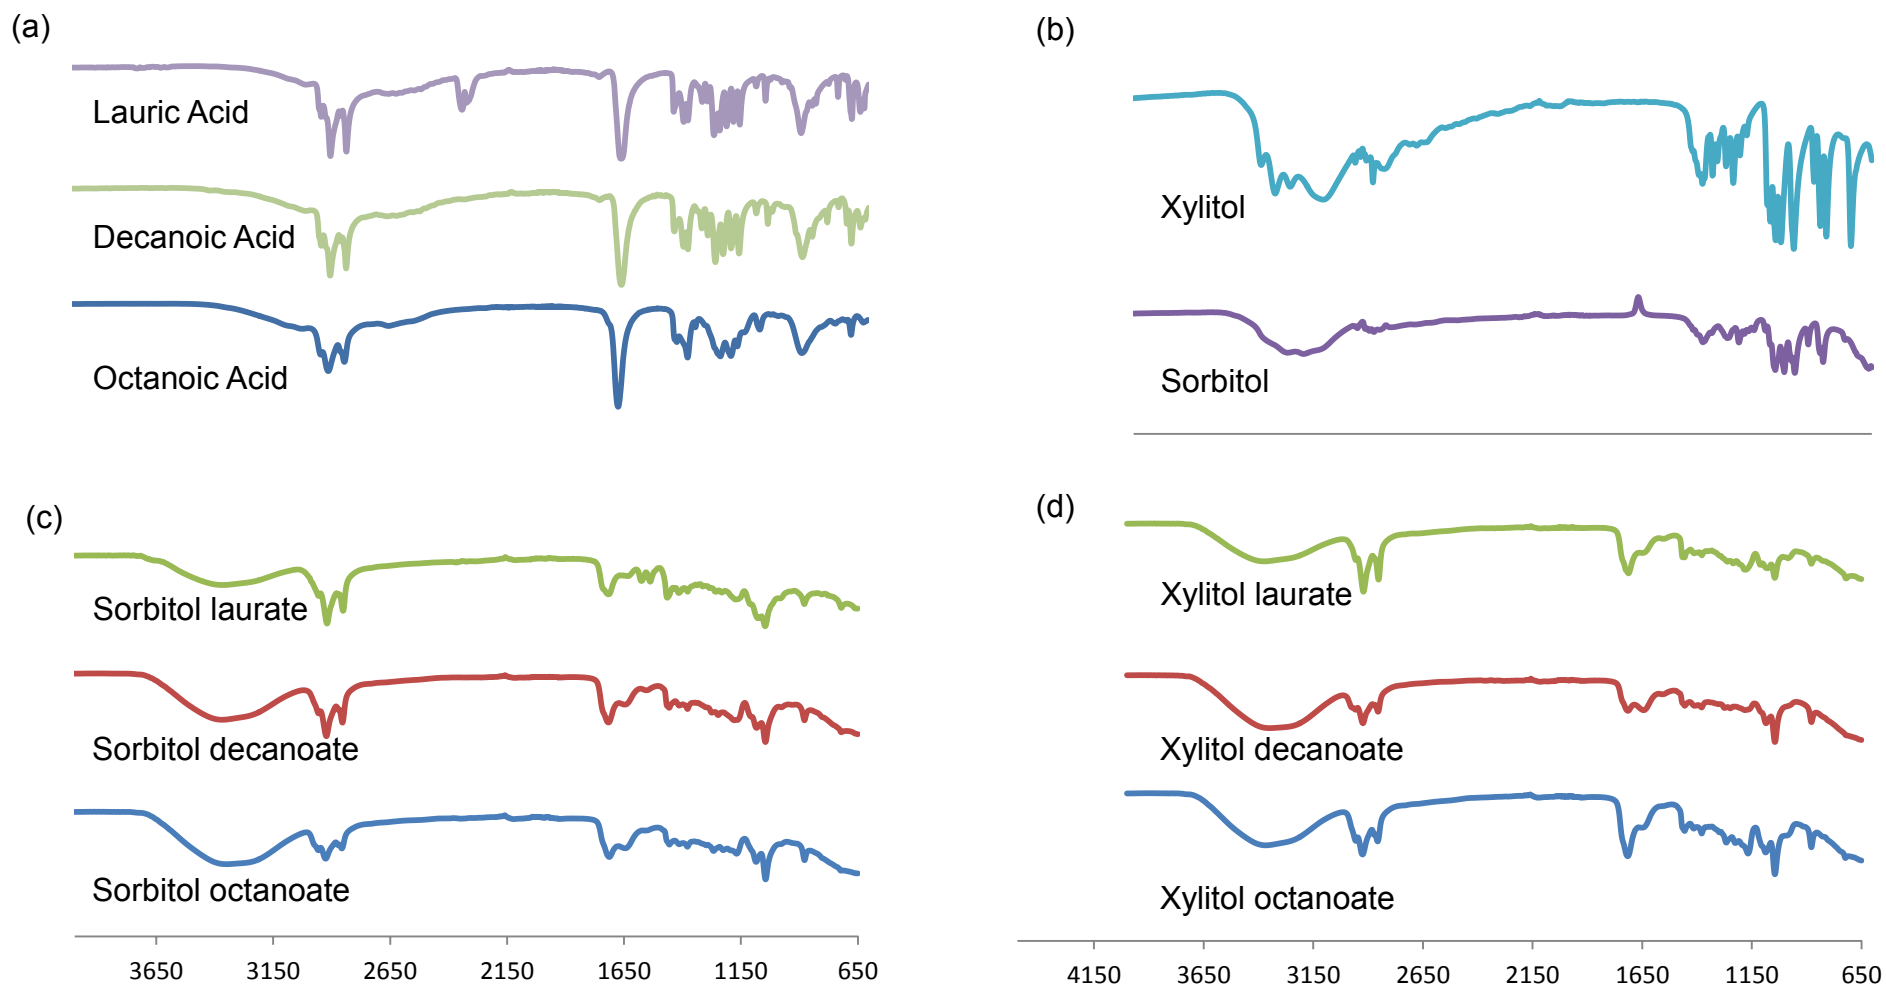 (a)
Lauric Acid
Decanoic Acid
Octanoic Acid
(b)
Xylitol
Sorbitol
(c)
Sorbitol laurate
Sorbitol decanoate
Sorbitol octanoate
3650 3150 2650 2150 1650 1150 650
(d)
Xylitol laurate
Xylitol decanoate
Xylitol octanoate
4150 3650 3150 2650 2150 1650 1150 650